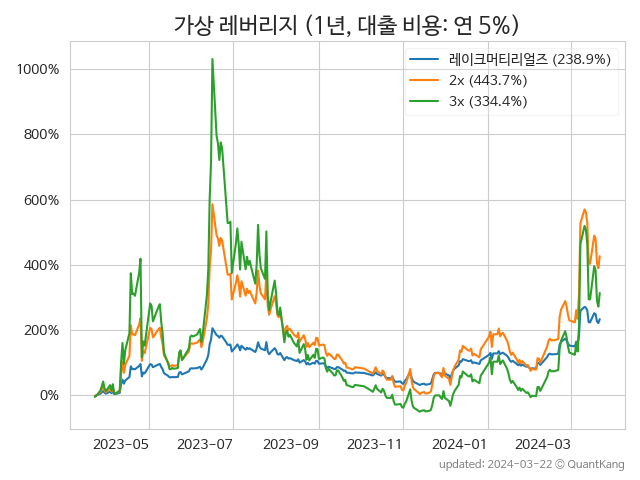 가상 레버리지 (1년, 대출 비용: 연 5%)
레이크머티리얼즈 (238.9%)
2x (443.7%)
3x (334.4%)
1000%
800%
600%
400%
200%
0%
2023-05 2023-07 2023-09 2023-11 2024-01 2024-03
updated: 2024-03-22 © QuantKang